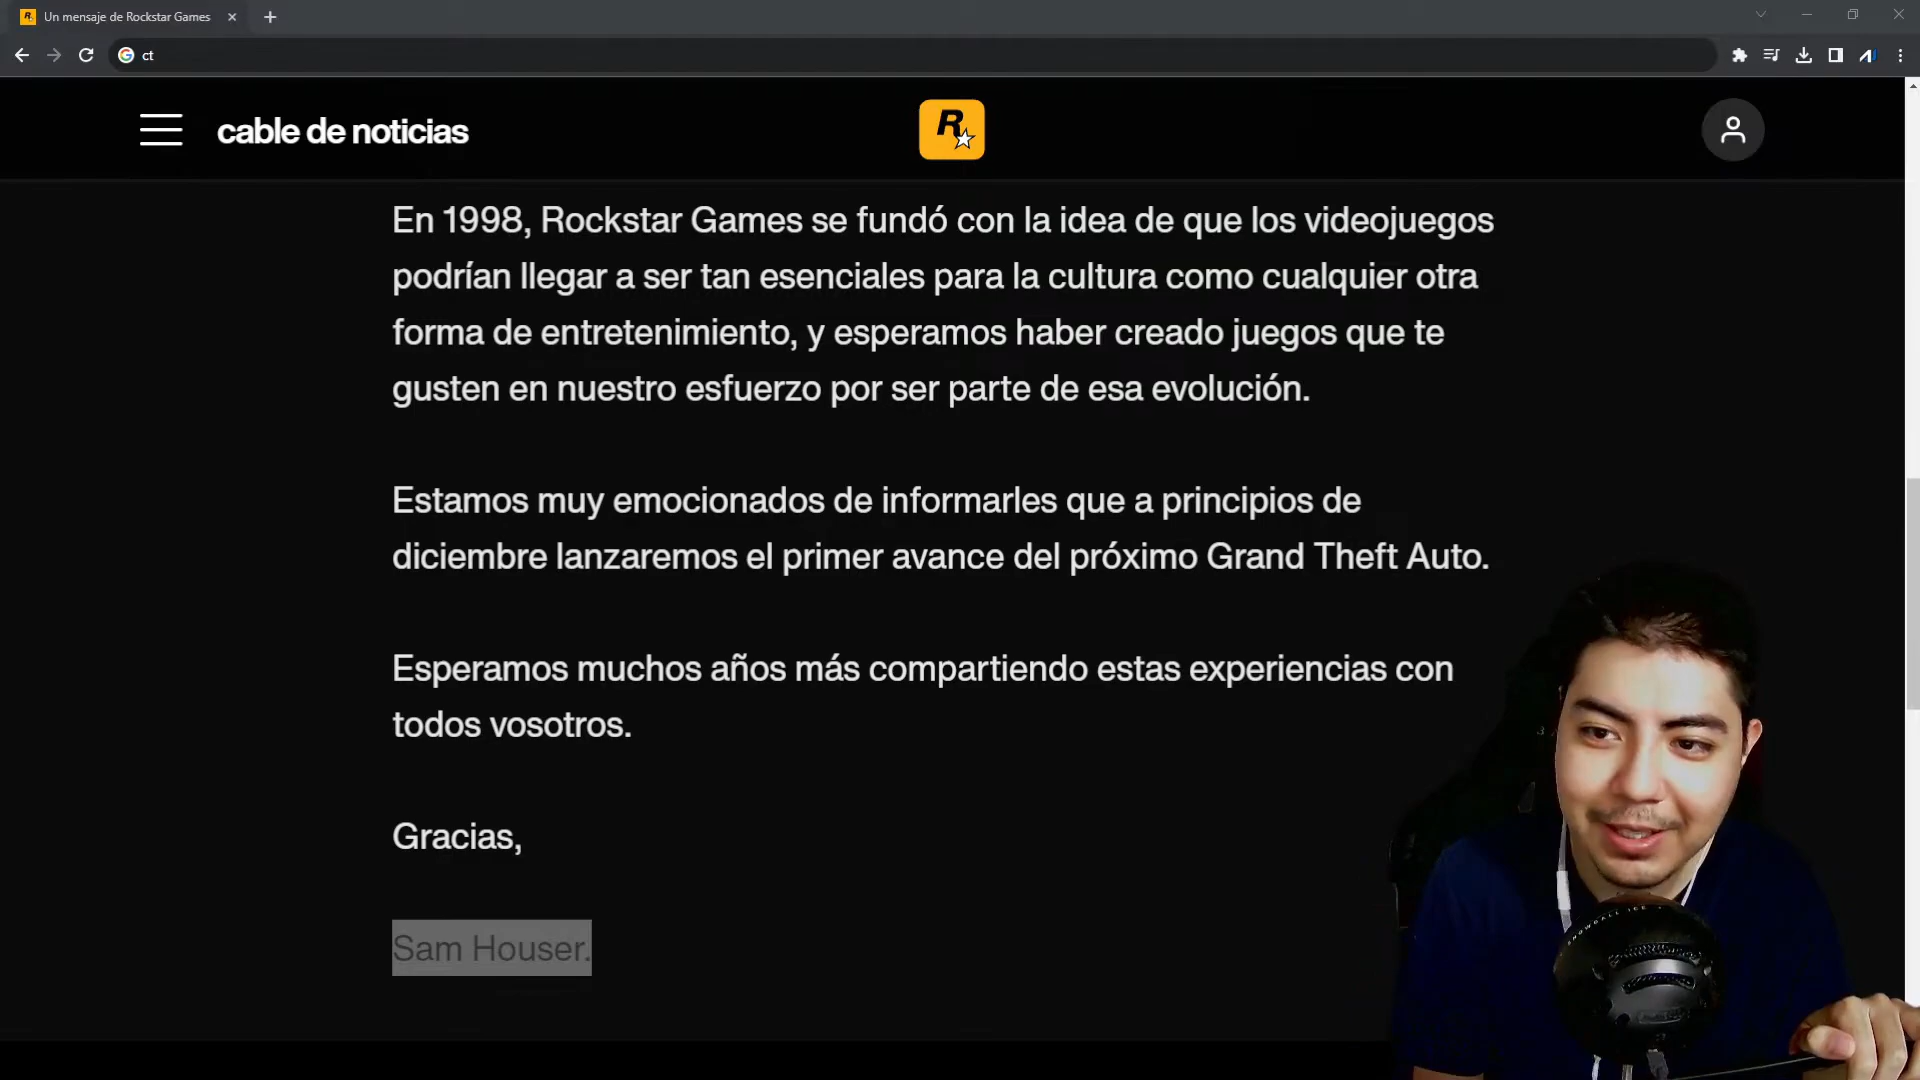 Un mensaje de Rockstar Games
ct
cable de noticias
R
En 1998, Rockstar Games se fundó con la idea de que los videojuegos
podrían llegar a ser tan esenciales para la cultura como cualquier otra
forma de entretenimiento, y esperamos haber creado juegos que te
gusten en nuestro esfuerzo por ser parte de esa evolución.
Estamos muy emocionados de informarles que a principios de
diciembre lanzaremos el primer avance del próximo Grand Theft Auto.
Esperamos muchos años más compartiendo estas experiencias con
todos vosotros.
Gracias,
Sam Houser.